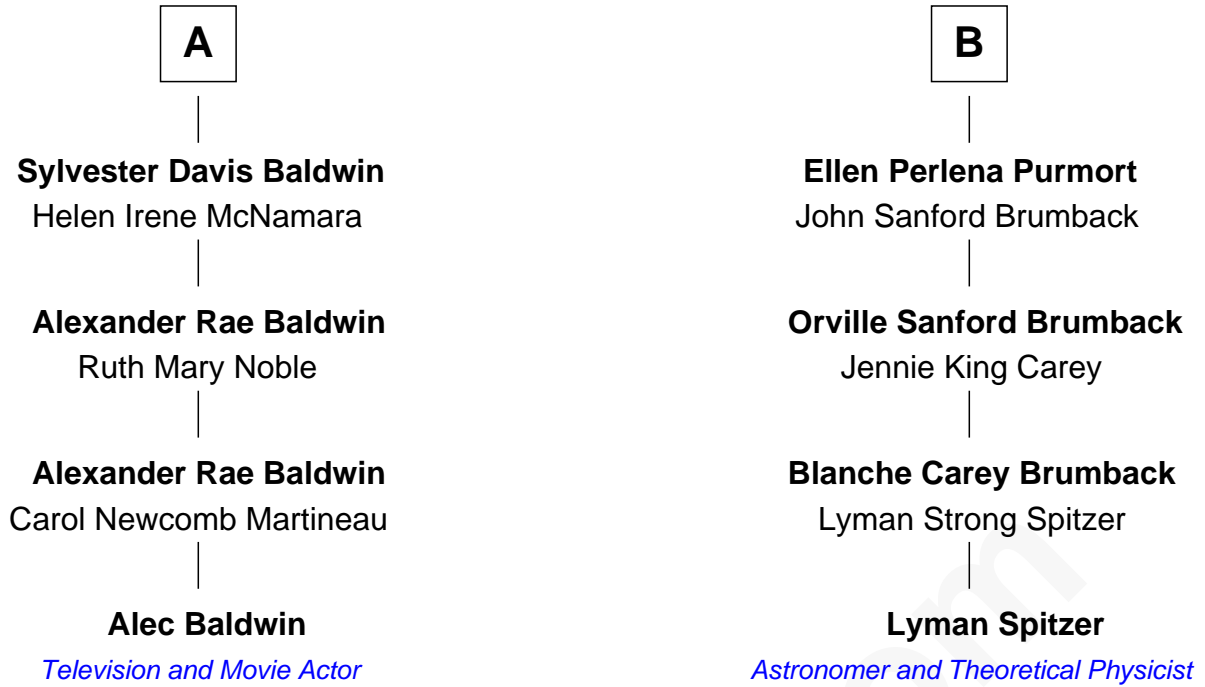 A
Sylvester Davis Baldwin
Helen Irene McNamara
Alexander Rae Baldwin
Ruth Mary Noble
Alexander Rae Baldwin
Carol Newcomb Martineau
Alec Baldwin
Television and Movie Actor
B
Ellen Perlena Purmort
John Sanford Brumback
Orville Sanford Brumback
Jennie King Carey
Blanche Carey Brumback
Lyman Strong Spitzer
Lyman Spitzer
Astronomer and Theoretical Physicist